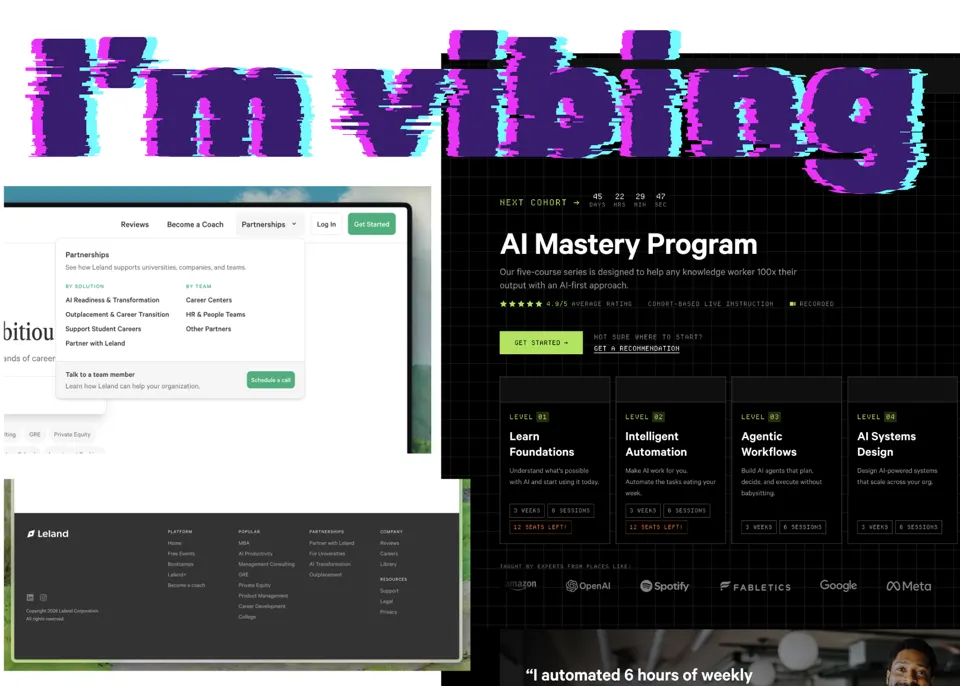 I'm vibing
Reviews
Become a Coach
Partnerships
Log In
Get Started
Partnerships
See how Leland supports universities, companies, and teams.
BY SOLUTION
BY TEAM
AI Readiness & Transformation
Career Centers
Outplacement & Career Transition
HR & People Teams
Support Student Careers
Other Partners
Partner with Leland
Talk to a team member
Learn how Leland can help your organization.
Schedule a call
GRE
Private Equity
Leland
PLATFORM
Home
Free Events
Bootcamps
Leland+
Become a coach
POPULAR
MBA
AI Productivity
Management Consulting
GRE
Private Equity
Product Management
Career Development
College
PARTNERSHIPS
Partner with Leland
For Universities
AI Transformation
Outplacement
COMPANY
Reviews
Careers
Library
RESOURCES
Support
Legal
Privacy
Copyright 2026 Leland Corporation.
All rights reserved.
NEXT COHORT →
45 22 29 47
DAYS HRS MIN SEC
AI Mastery Program
Our five-course series is designed to help any knowledge worker 100x their
output with an AI-first approach.
★★★★★ 4.9/5 AVERAGE RATING
COHORT-BASED LIVE INSTRUCTION
RECORDED
GET STARTED →
NOT SURE WHERE TO START?
GET A RECOMMENDATION
LEVEL 01
Learn
Foundations
Understand what's possible
with AI and start using it today.
3 WEEKS
6 SESSIONS
12 SEATS LEFT!
LEVEL 02
Intelligent
Automation
Make AI work for you.
Automate the tasks eating your
week.
3 WEEKS
6 SESSIONS
12 SEATS LEFT!
LEVEL 03
Agentic
Workflows
Build AI agents that plan,
decide, and execute without
babysitting.
3 WEEKS
6 SESSIONS
LEVEL 04
AI Systems
Design
Design AI-powered systems
that scale across your org.
3 WEEKS
6 SESSIONS
TAUGHT BY EXPERTS FROM PLACES LIKE:
amazon
OpenAI
Spotify
FABLETICS
Google
Meta
“I automated 6 hours of weekly